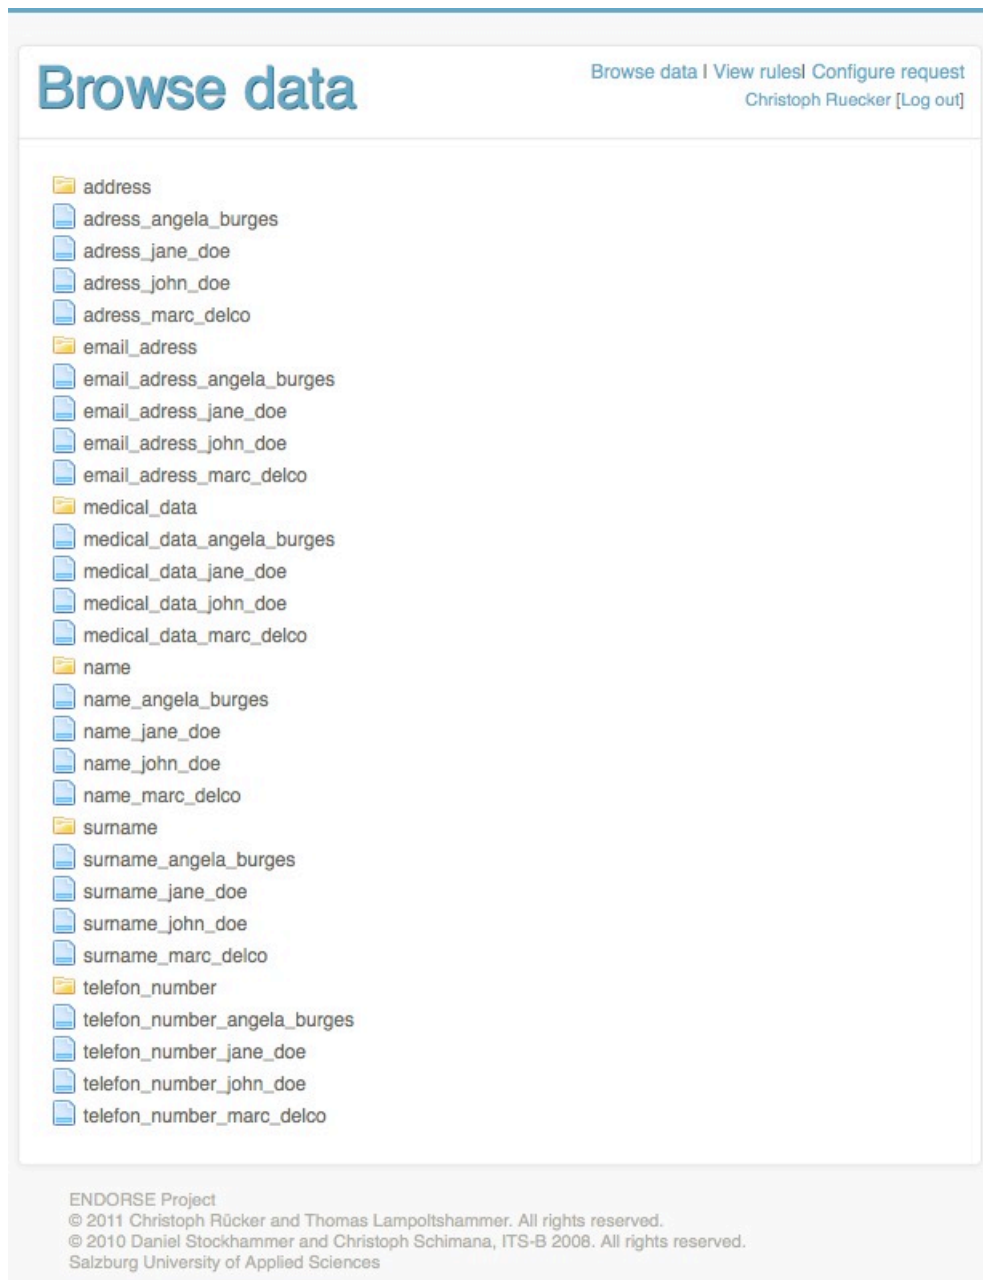 Browse data
Browse data | View rules| Configure request
Christoph Ruecker [Log out]
address
adress_angela_burges
adress_jane_doe
adress_john_doe
adress_marc_delco
email_adress
email_adress_angela_burges
email_adress_jane_doe
email_adress_john_doe
email_adress_marc_delco
medical_data
medical_data_angela_burges
medical_data_jane_doe
medical_data_john_doe
medical_data_marc_delco
name
name_angela_burges
name_jane_doe
name_john_doe
name_marc_delco
surname
surname_angela_burges
surname_jane_doe
surname_john_doe
surname_marc_delco
telefon_number
telefon_number_angela_burges
telefon_number_jane_doe
telefon_number_john_doe
telefon_number_marc_delco
ENDORSE Project
© 2011 Christoph Rücker and Thomas Lampoltshammer. All rights reserved.
© 2010 Daniel Stockhammer and Christoph Schimana, ITS-B 2008. All rights reserved.
Salzburg University of Applied Sciences